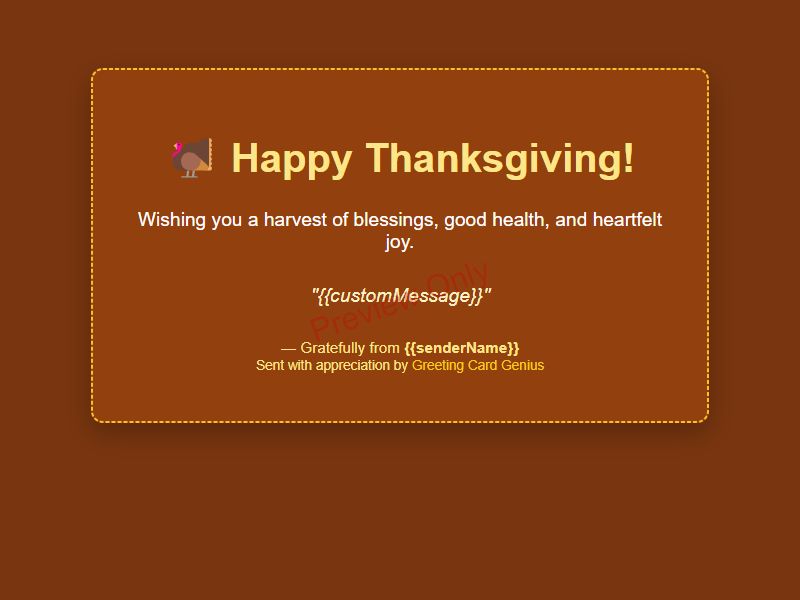 🦃 Happy Thanksgiving!
Wishing you a harvest of blessings, good health, and heartfelt
joy.
Preview Only
"{{customMessage}}"
— Gratefully from {{senderName}}
Sent with appreciation by Greeting Card Genius